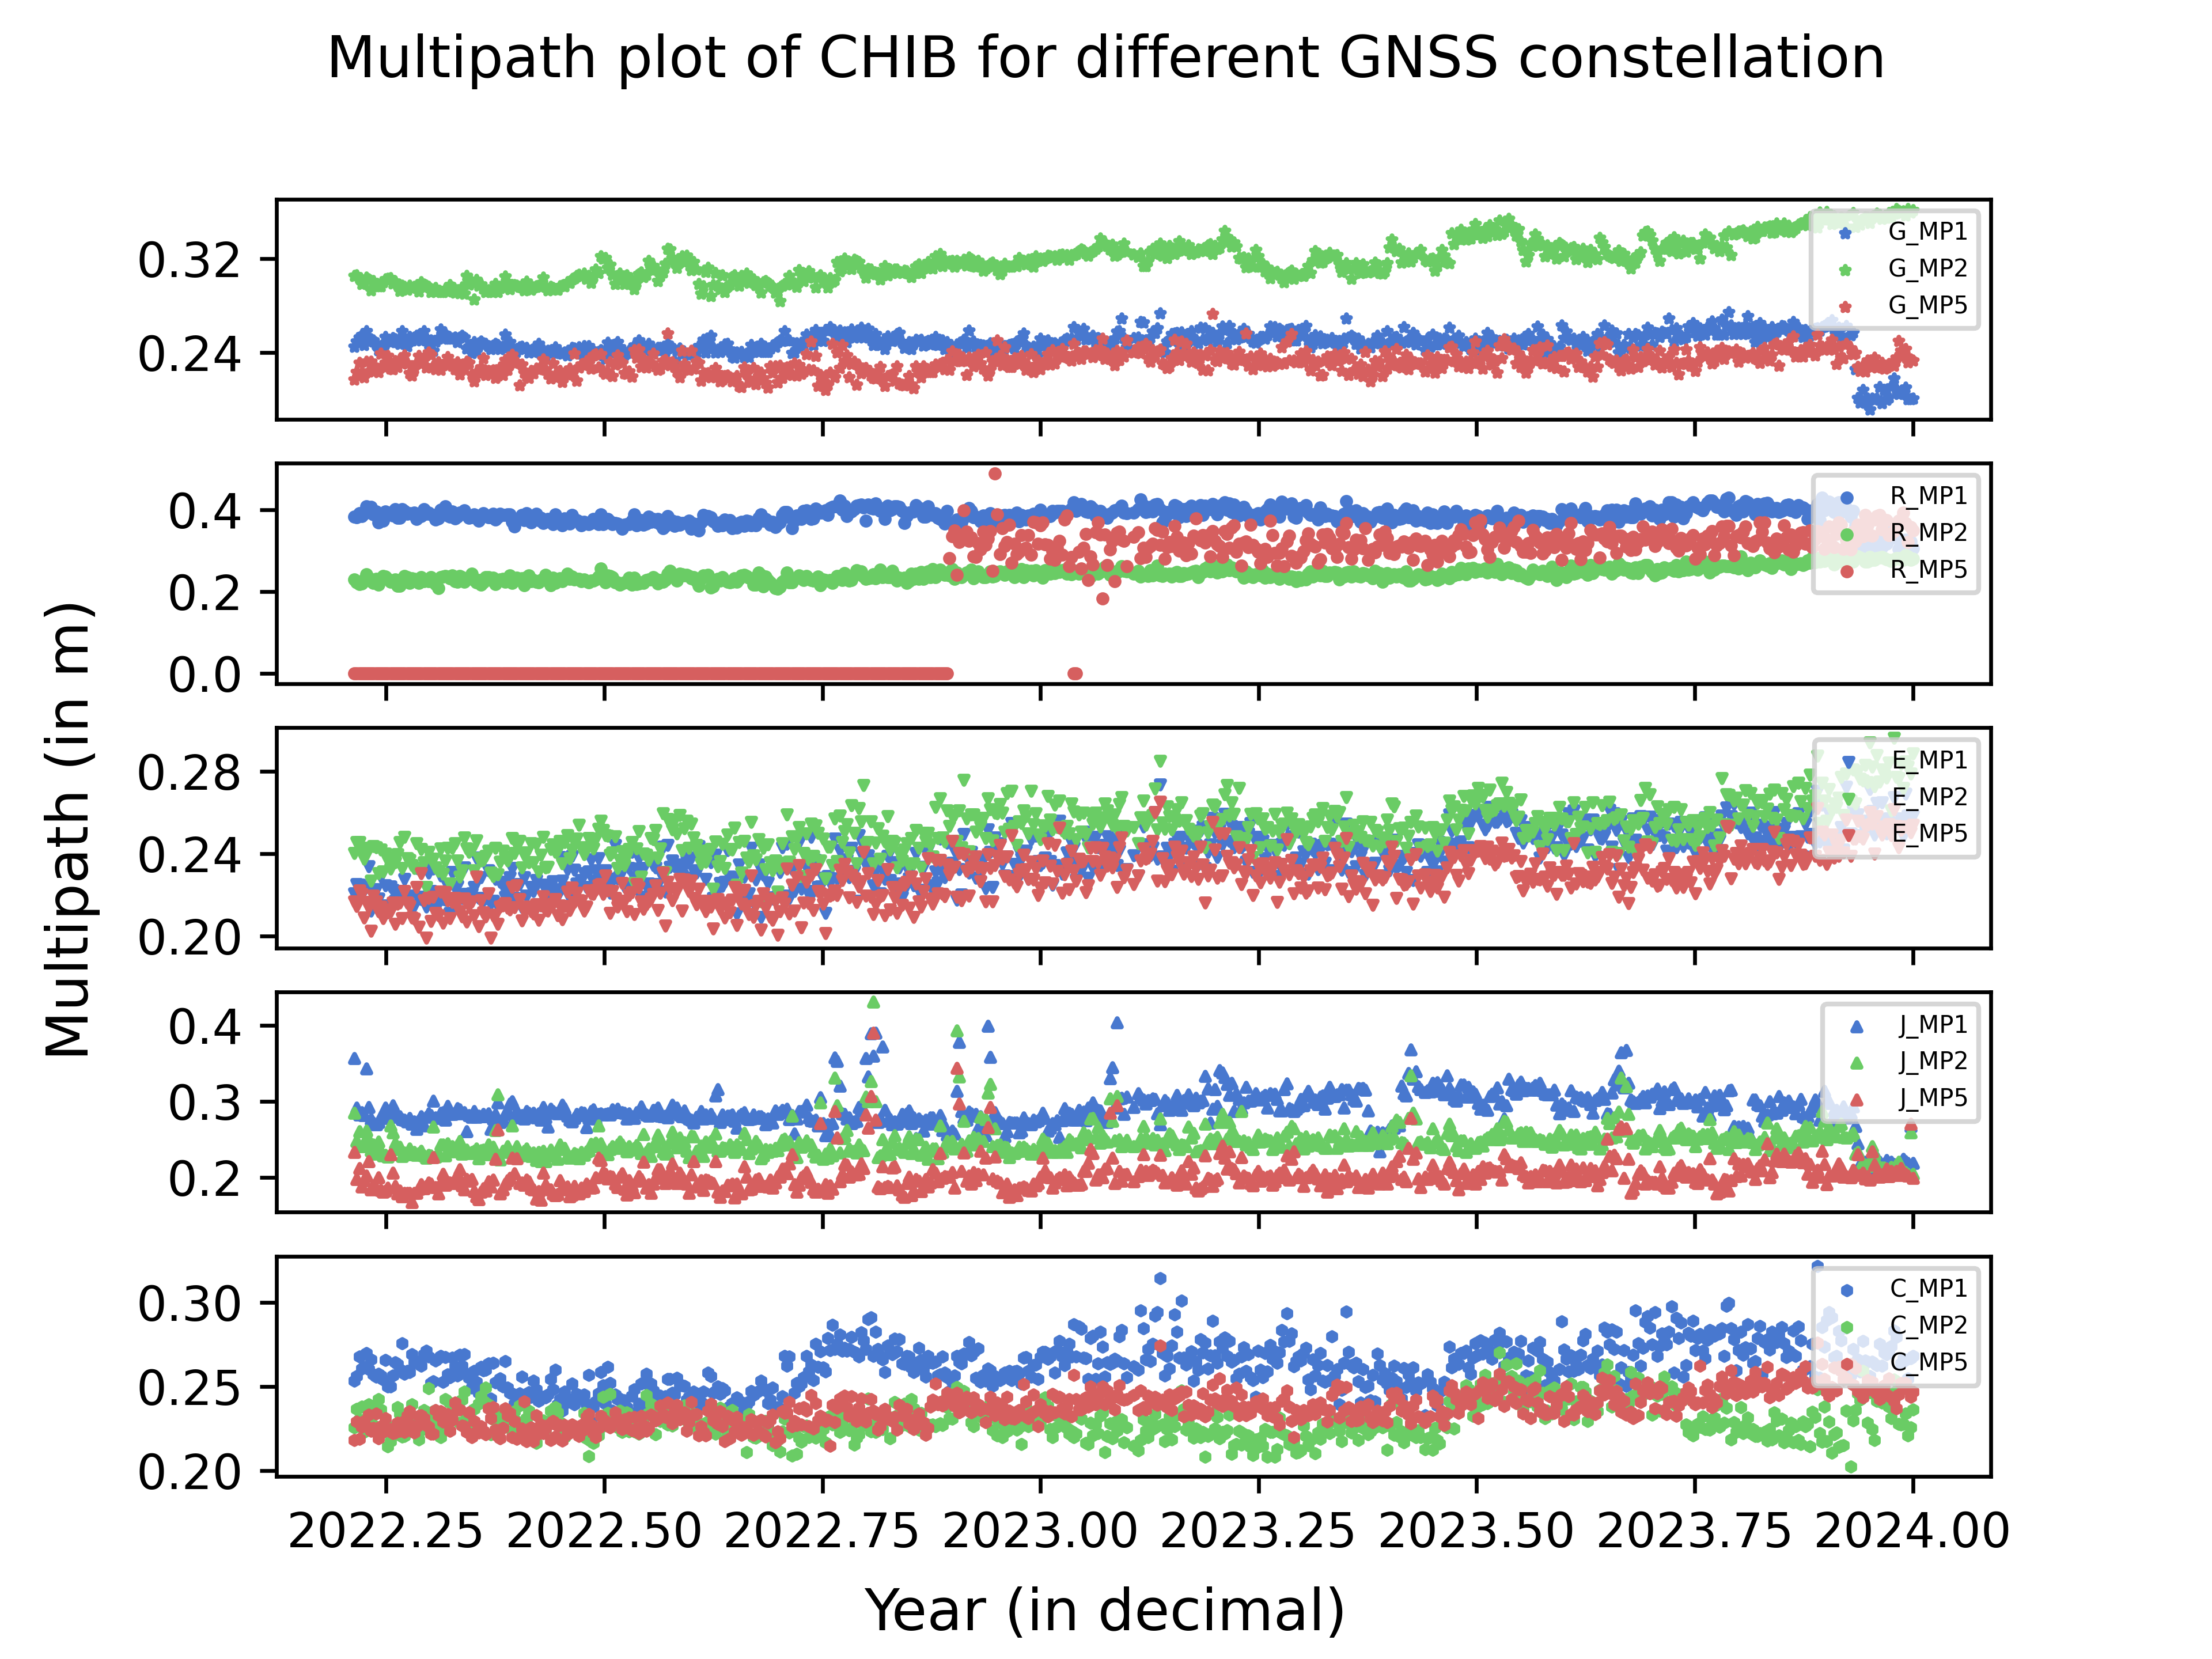 Multipath plot of CHIB for different GNSS constellation
0.32
0.24
G_MP1
G_MP2
G_MP5
0.4
0.2
0.0
R_MP1
R_MP2
R_MP5
0.28
0.24
0.20
E_MP1
E_MP2
E_MP5
0.4
0.3
0.2
J_MP1
J_MP2
J_MP5
0.30
0.25
0.20
C_MP1
C_MP2
C_MP5
2022.25 2022.50 2022.75 2023.00 2023.25 2023.50 2023.75 2024.00
Year (in decimal)
Multipath (in m)